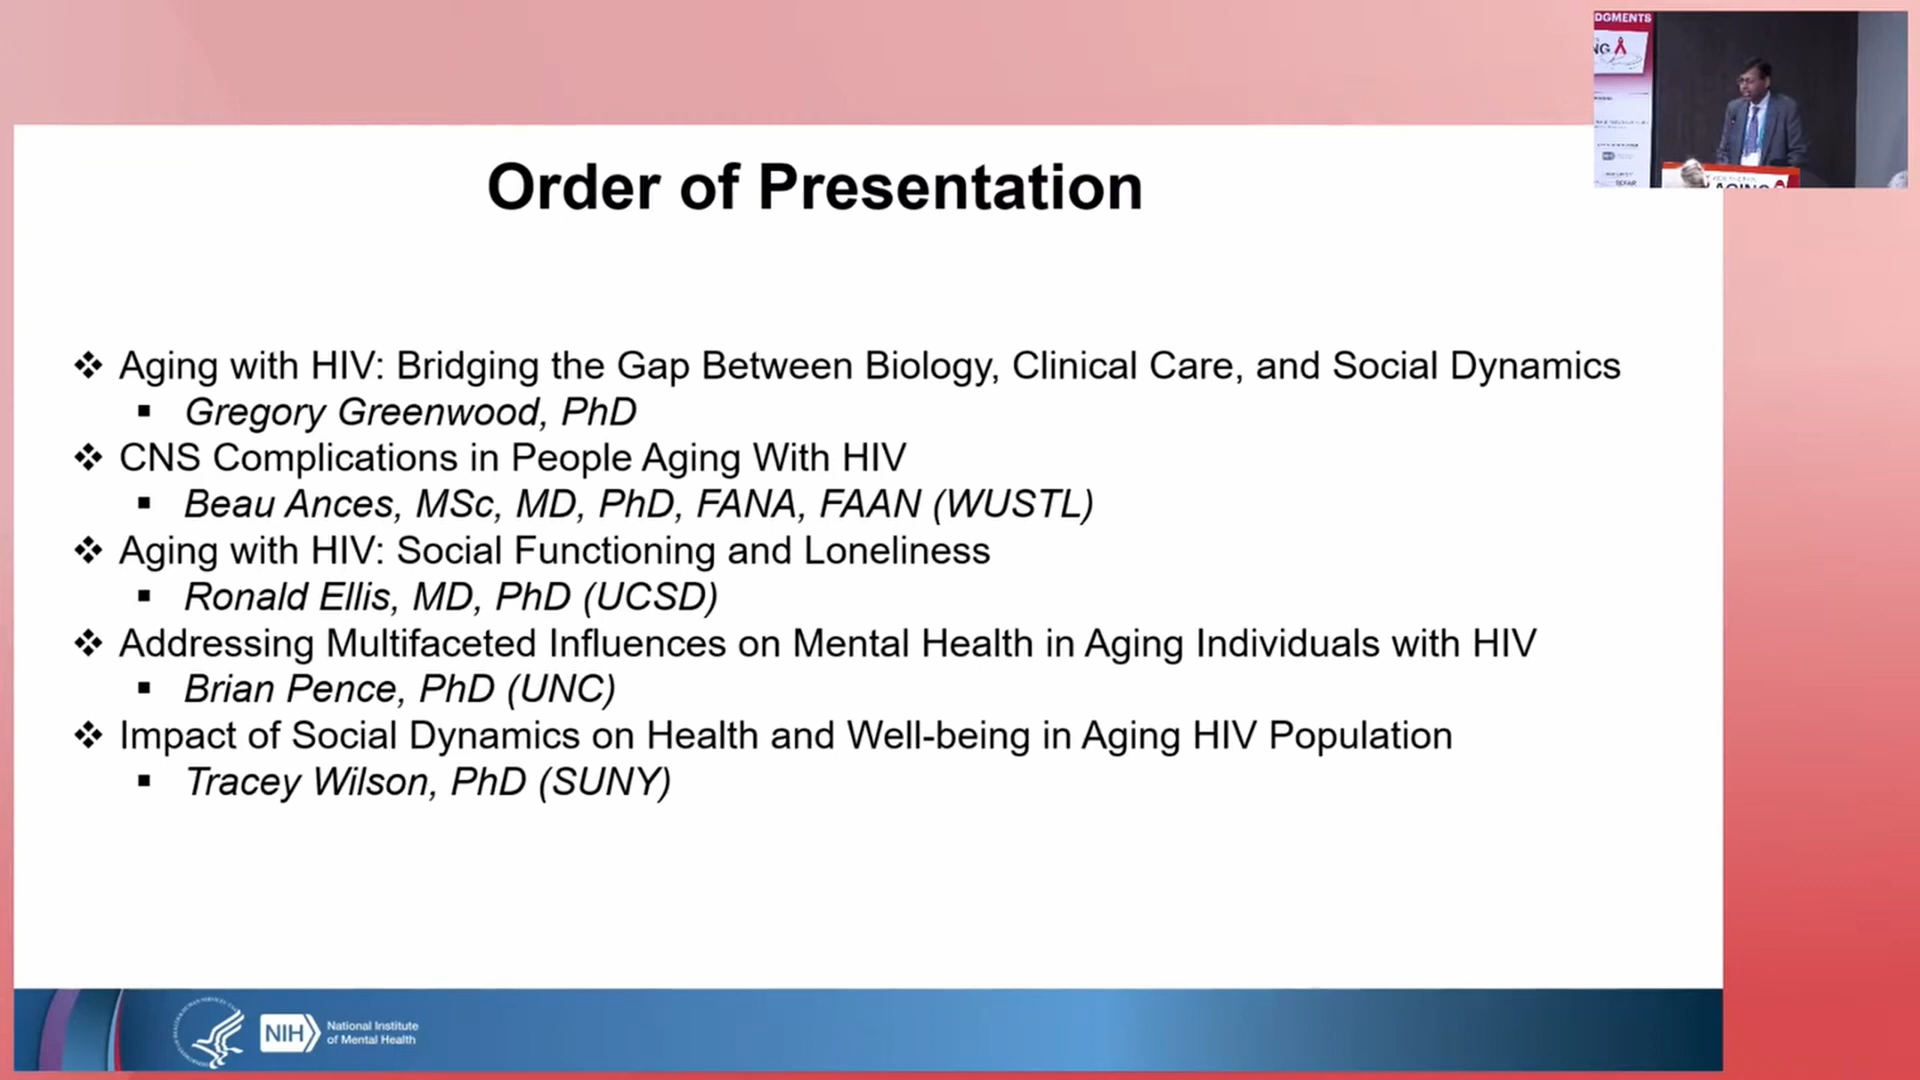 DGMENTS
NG
Order of Presentation
Aging with HIV: Bridging the Gap Between Biology, Clinical Care, and Social Dynamics
Gregory Greenwood, PhD
CNS Complications in People Aging With HIV
Beau Ances, MSc, MD, PhD, FANA, FAAN (WUSTL)
Aging with HIV: Social Functioning and Loneliness
Ronald Ellis, MD, PhD (UCSD)
Addressing Multifaceted Influences on Mental Health in Aging Individuals with HIV
Brian Pence, PhD (UNC)
Impact of Social Dynamics on Health and Well-being in Aging HIV Population
Tracey Wilson, PhD (SUNY)
NIH
National Institute
of Mental Health